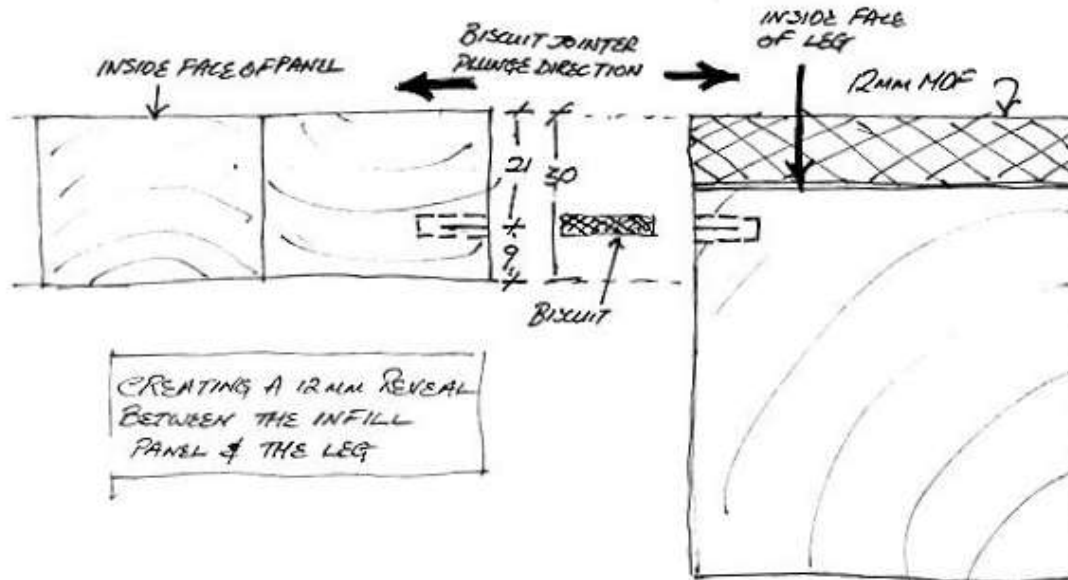 INSIDE FACE OF PANEL
BISCUIT JOINTER
PLUNGE DIRECTION
INSIDE FACE
OF LEG
12MM MDF
21
30
9
BISCUIT
CREATING A 12MM REVEAL
BETWEEN THE INFILL
PANEL & THE LEG